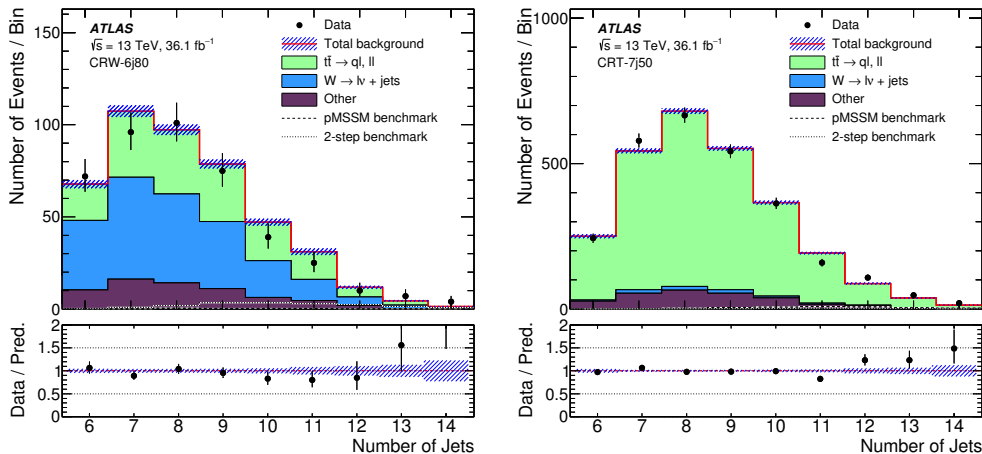 ATLAS
√s = 13 TeV, 36.1 fb⁻¹
CRW-6j80
Data
Total background
tt̄ → ql, ll
W → lν + jets
Other
pMSSM benchmark
2-step benchmark
Number of Events / Bin
150
100
50
0
Data / Pred.
2
1.5
1
0.5
0
6 7 8 9 10 11 12 13 14
Number of Jets
ATLAS
√s = 13 TeV, 36.1 fb⁻¹
CRT-7j50
Data
Total background
tt̄ → ql, ll
W → lν + jets
Other
pMSSM benchmark
2-step benchmark
Number of Events / Bin
1000
500
0
Data / Pred.
2
1.5
1
0.5
0
6 7 8 9 10 11 12 13 14
Number of Jets